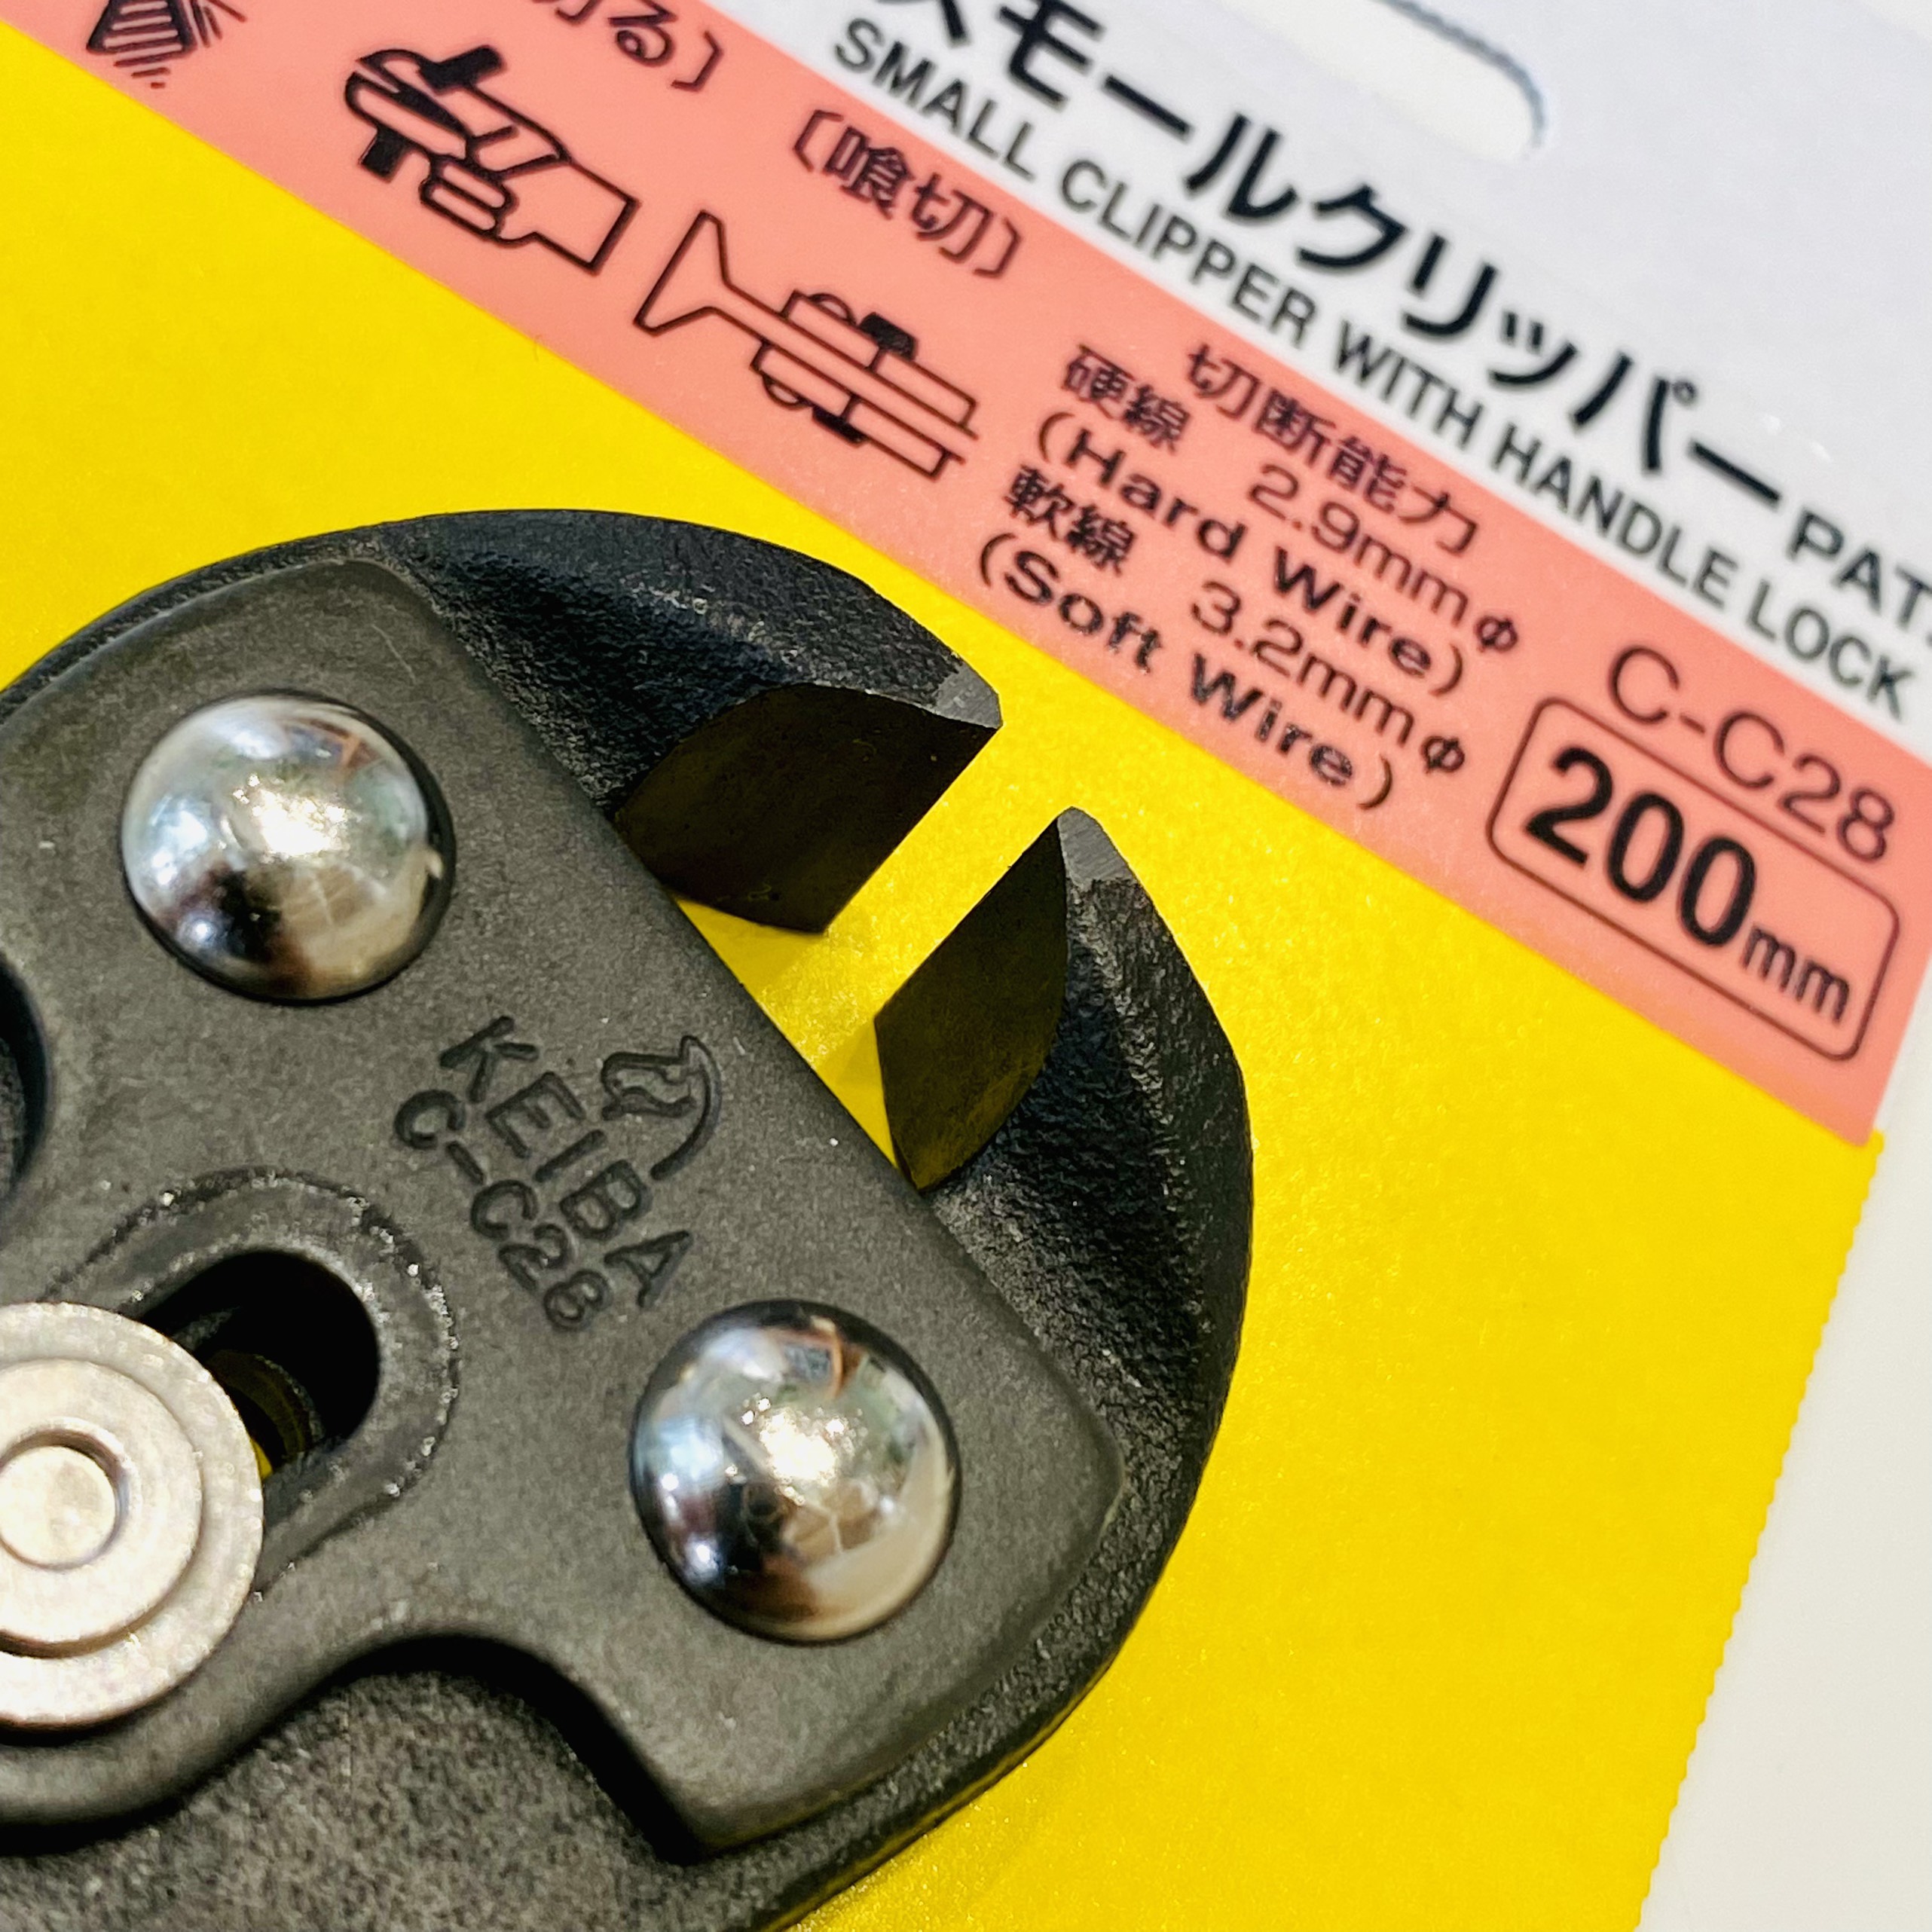 スモールクリッパー PAT.
SMALL CLIPPER WITH HANDLE LOCK
切る〕
〔喰切〕
切断能力
硬線 2.9mmφ
(Hard Wire)
軟線 3.2mmφ
(Soft Wire)
C-C28
200mm
KEIBA
C-C28